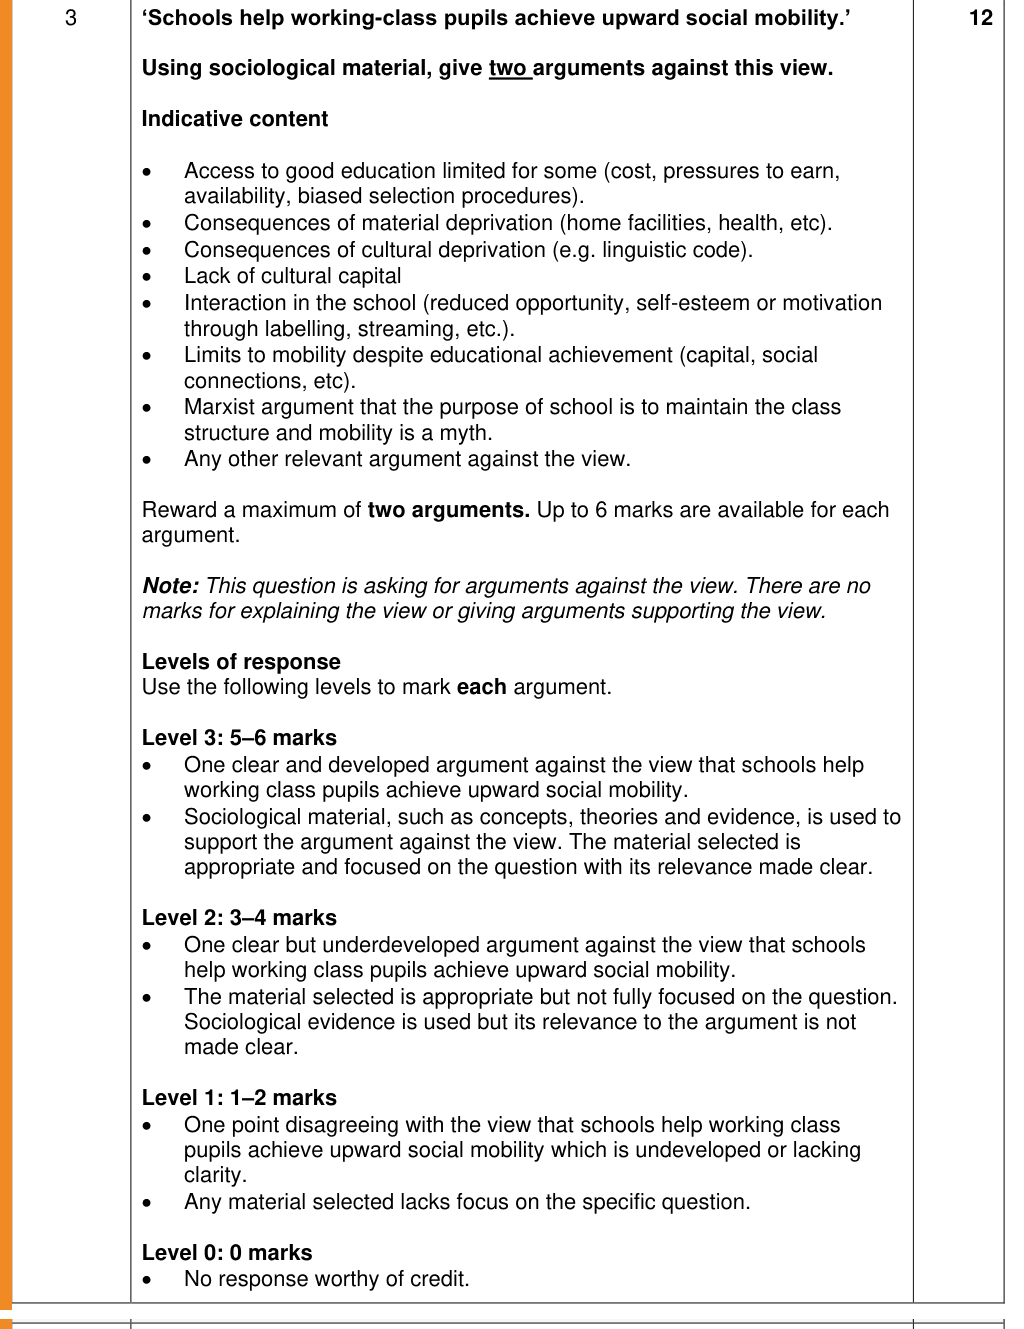 3 ‘Schools help working-class pupils achieve upward social mobility.’ 12
Using sociological material, give two arguments against this view.
Indicative content
• Access to good education limited for some (cost, pressures to earn,
availability, biased selection procedures).
• Consequences of material deprivation (home facilities, health, etc).
• Consequences of cultural deprivation (e.g. linguistic code).
• Lack of cultural capital
• Interaction in the school (reduced opportunity, self-esteem or motivation
through labelling, streaming, etc.).
• Limits to mobility despite educational achievement (capital, social
connections, etc).
• Marxist argument that the purpose of school is to maintain the class
structure and mobility is a myth.
• Any other relevant argument against the view.
Reward a maximum of two arguments. Up to 6 marks are available for each
argument.
Note: This question is asking for arguments against the view. There are no
marks for explaining the view or giving arguments supporting the view.
Levels of response
Use the following levels to mark each argument.
Level 3: 5–6 marks
• One clear and developed argument against the view that schools help
working class pupils achieve upward social mobility.
• Sociological material, such as concepts, theories and evidence, is used to
support the argument against the view. The material selected is
appropriate and focused on the question with its relevance made clear.
Level 2: 3–4 marks
• One clear but underdeveloped argument against the view that schools
help working class pupils achieve upward social mobility.
• The material selected is appropriate but not fully focused on the question.
Sociological evidence is used but its relevance to the argument is not
made clear.
Level 1: 1–2 marks
• One point disagreeing with the view that schools help working class
pupils achieve upward social mobility which is undeveloped or lacking
clarity.
• Any material selected lacks focus on the specific question.
Level 0: 0 marks
• No response worthy of credit.